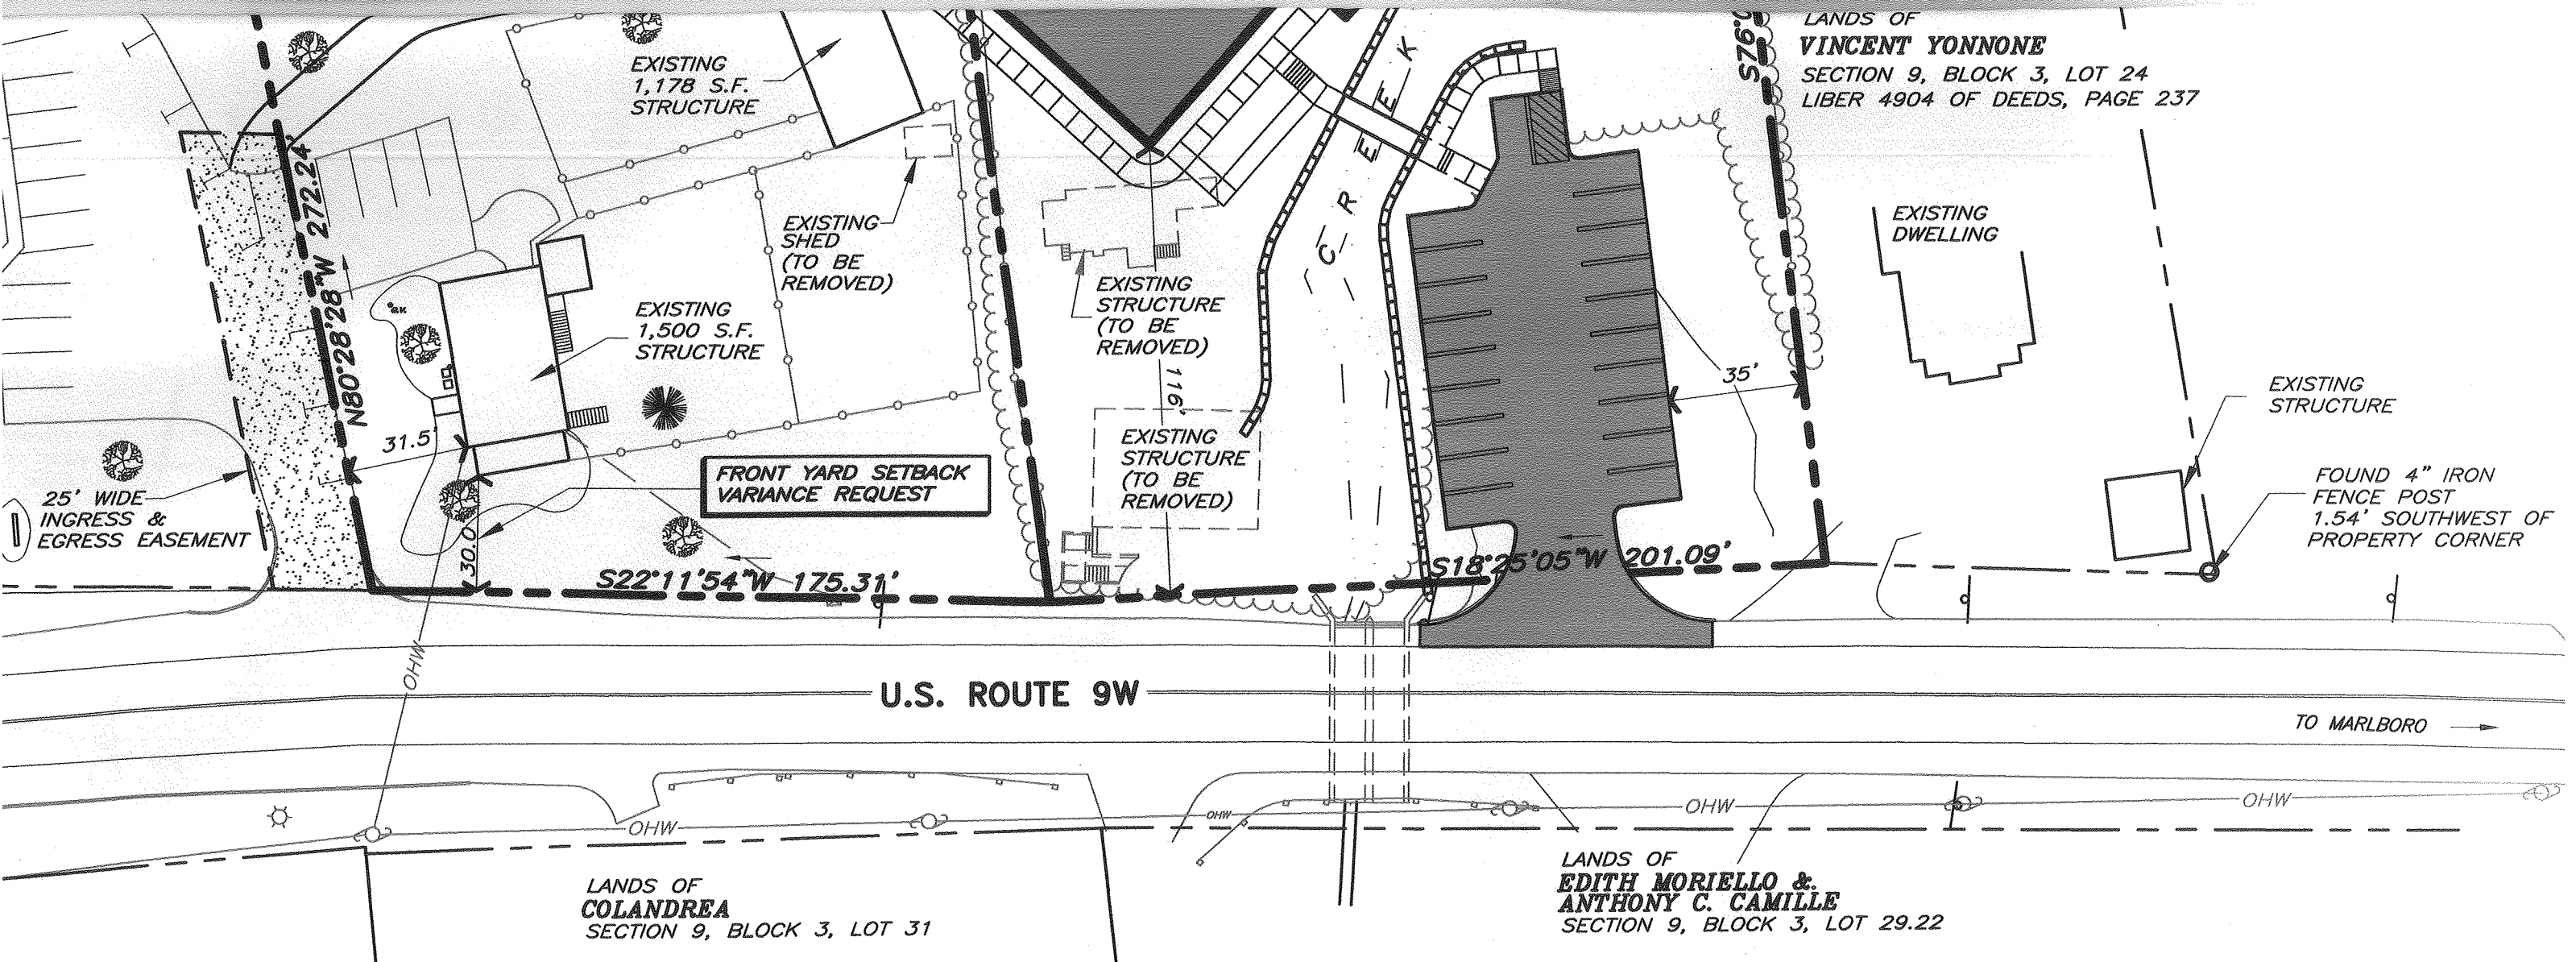 LANDS OF
VINCENT YONNONE
SECTION 9, BLOCK 3, LOT 24
LIBER 4904 OF DEEDS, PAGE 237
EXISTING
1,178 S.F.
STRUCTURE
CREEK
N80°28'28"W 272.24'
EXISTING
SHED
(TO BE
REMOVED)
EXISTING
DWELLING
EXISTING
STRUCTURE
(TO BE
REMOVED)
EXISTING
1,500 S.F.
STRUCTURE
116'
35'
EXISTING
STRUCTURE
31.5'
EXISTING
STRUCTURE
(TO BE
REMOVED)
FRONT YARD SETBACK
VARIANCE REQUEST
25' WIDE
INGRESS &
EGRESS EASEMENT
30.0'
FOUND 4" IRON
FENCE POST
1.54' SOUTHWEST OF
PROPERTY CORNER
S22°11'54"W 175.31'
S18°25'05"W 201.09'
OHW
U.S. ROUTE 9W
TO MARLBORO
OHW
OHW
OHW
OHW
LANDS OF
COLANDREA
SECTION 9, BLOCK 3, LOT 31
LANDS OF
EDITH MORIELLO &
ANTHONY C. CAMILLE
SECTION 9, BLOCK 3, LOT 29.22